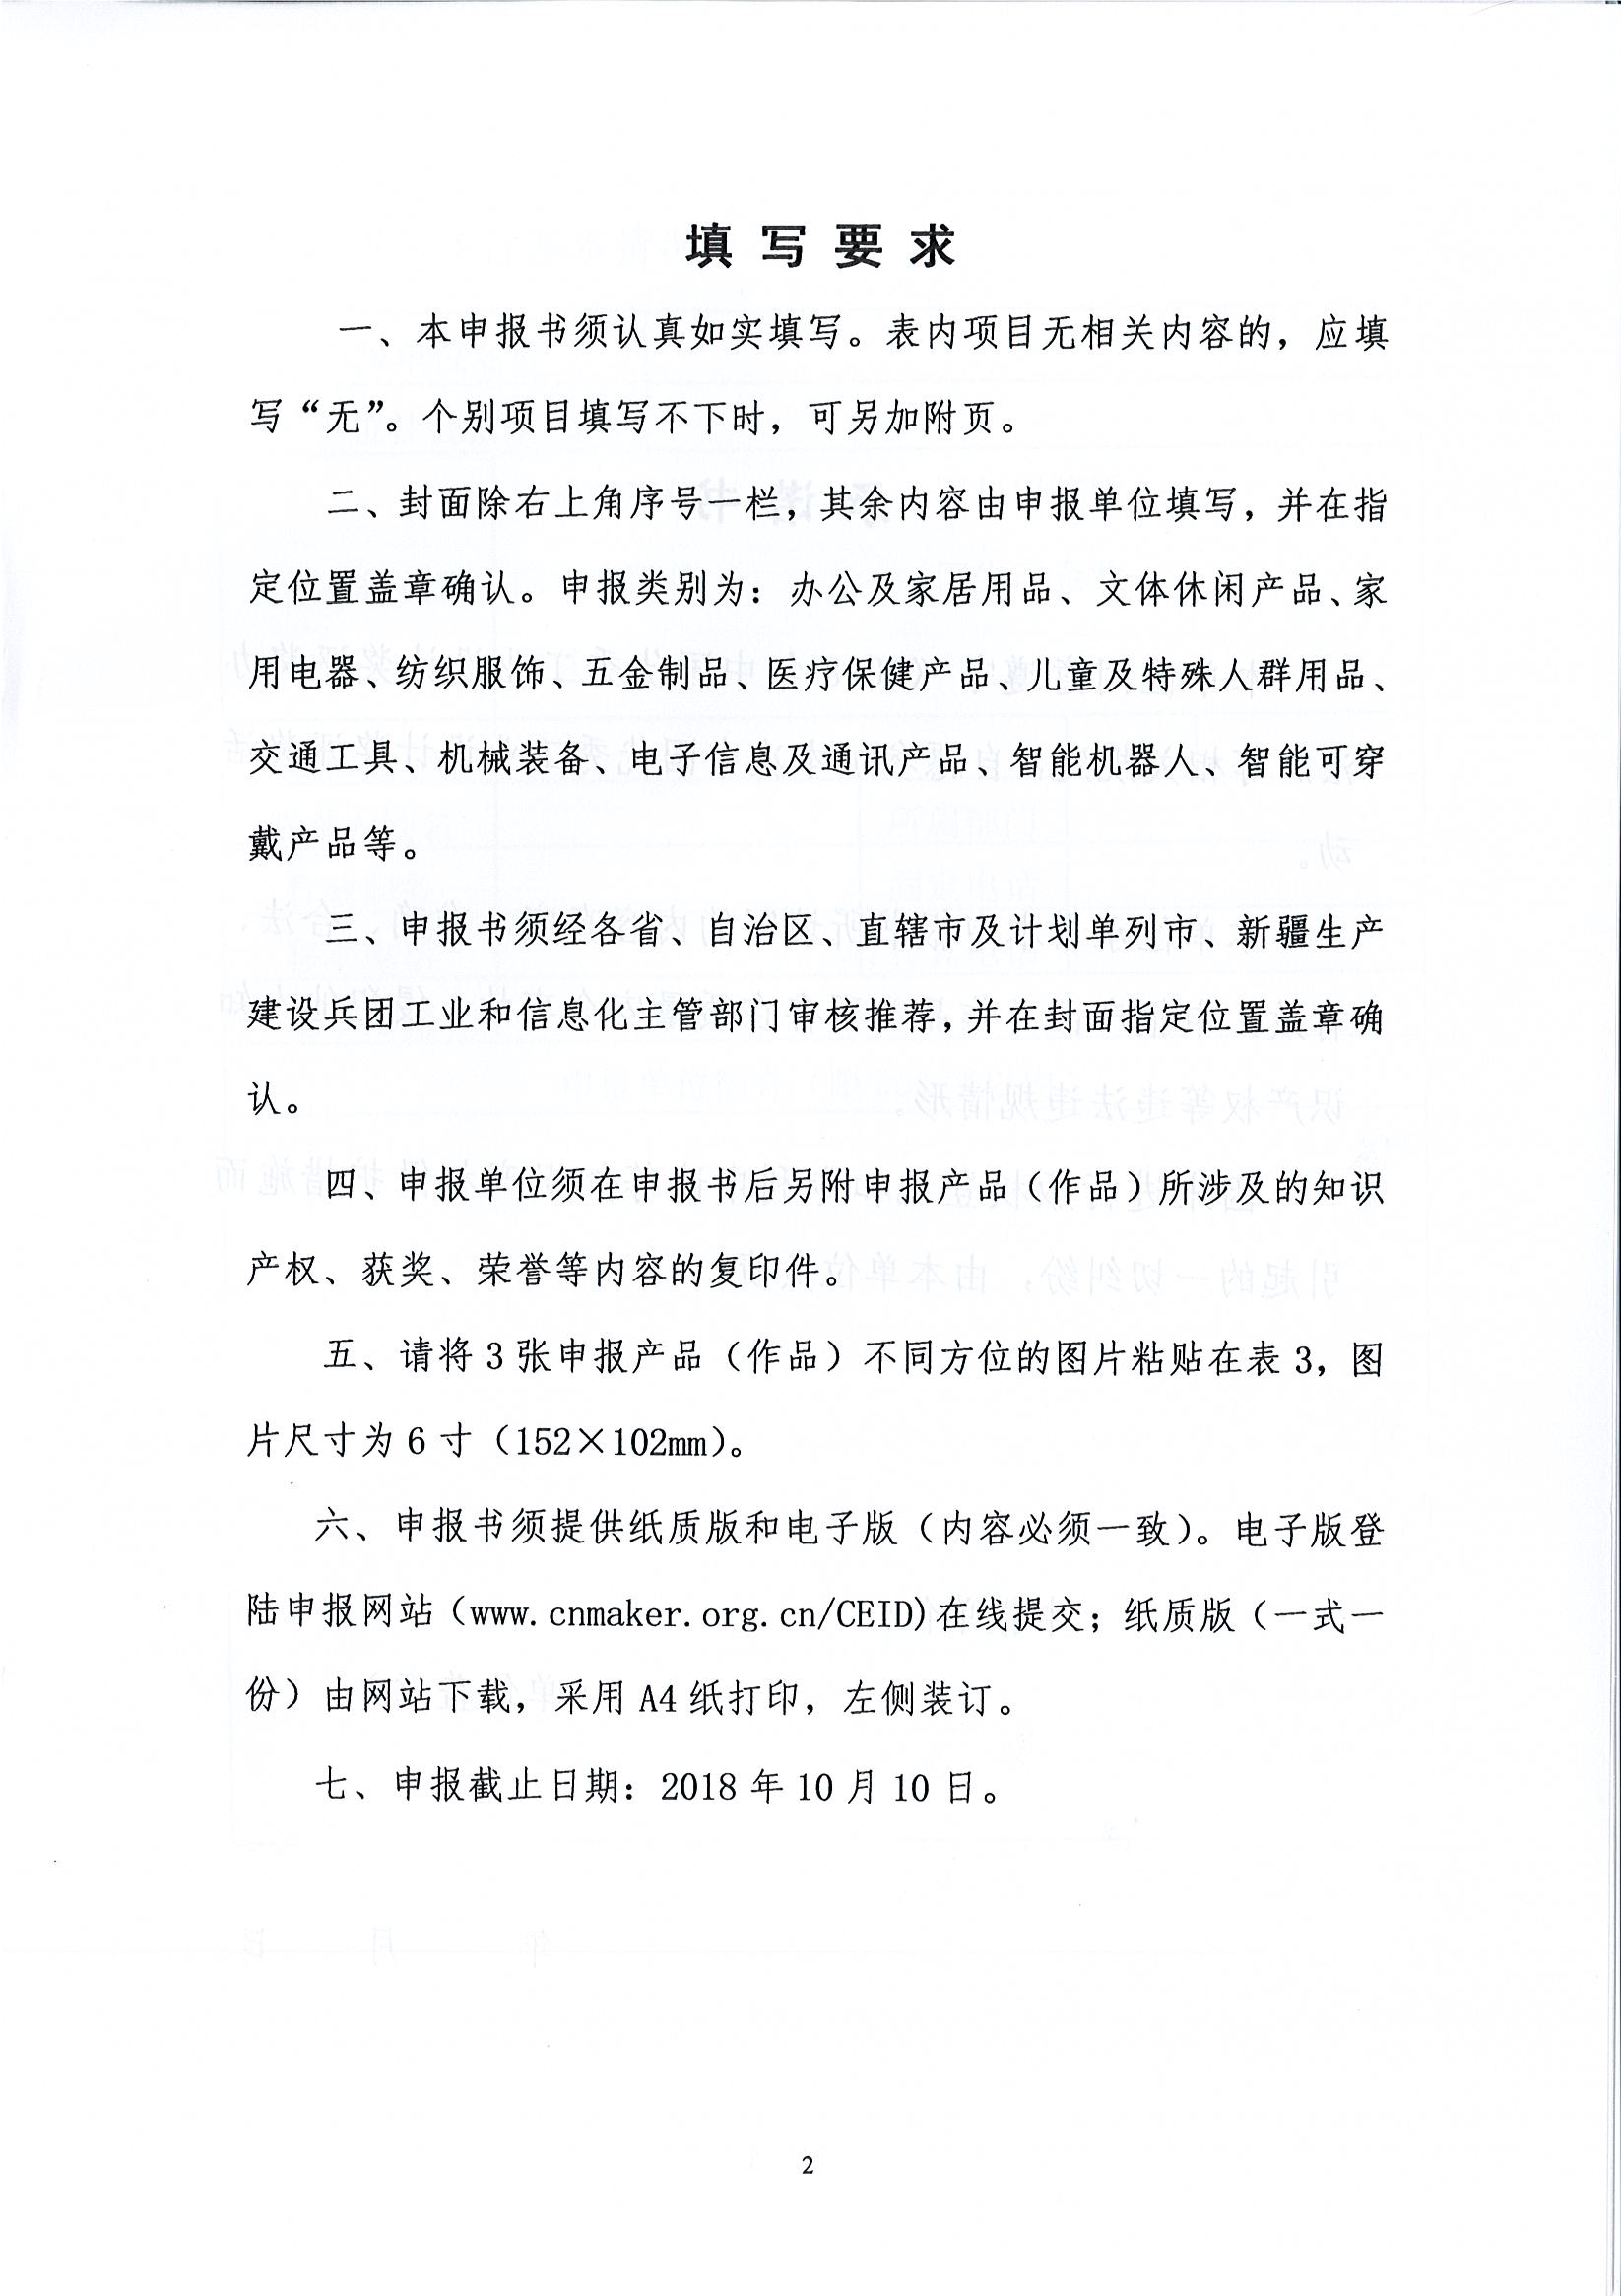 填写要求
一、本申报书须认真如实填写。表内项目无相关内容的，应填
写“无”。个别项目填写不下时，可另加附页。
二、封面除右上角序号一栏，其余内容由申报单位填写，并在指
定位置盖章确认。申报类别为：办公及家居用品、文体休闲产品、家
用电器、纺织服饰、五金制品、医疗保健产品、儿童及特殊人群用品、
交通工具、机械装备、电子信息及通讯产品、智能机器人、智能可穿
戴产品等。
三、申报书须经各省、自治区、直辖市及计划单列市、新疆生产
建设兵团工业和信息化主管部门审核推荐，并在封面指定位置盖章确
认。
四、申报单位须在申报书后另附申报产品（作品）所涉及的知识
产权、获奖、荣誉等内容的复印件。
五、请将 3 张申报产品（作品）不同方位的图片粘贴在表 3，图
片尺寸为 6 寸（152×102mm）。
六、申报书须提供纸质版和电子版（内容必须一致）。电子版登
陆申报网站（www.cnmaker.org.cn/CEID)在线提交；纸质版（一式一
份）由网站下载，采用 A4 纸打印，左侧装订。
七、申报截止日期：2018 年 10 月 10 日。
2